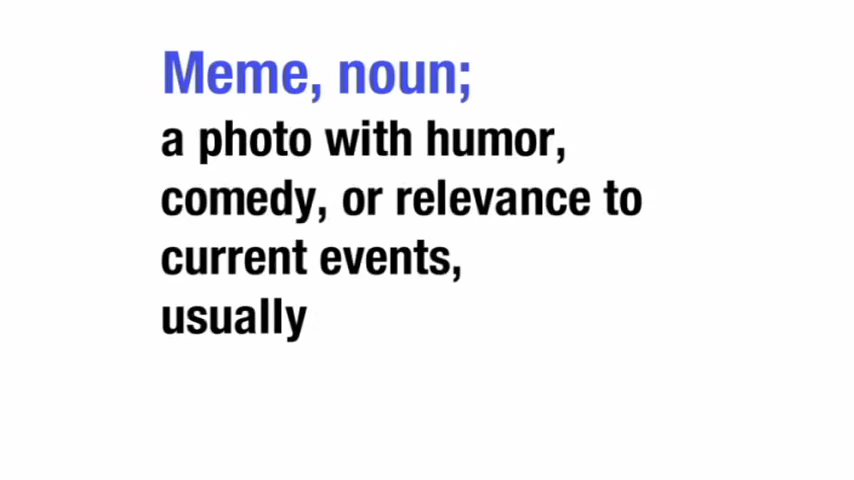 Meme, noun;
a photo with humor,
comedy, or relevance to
current events,
usually